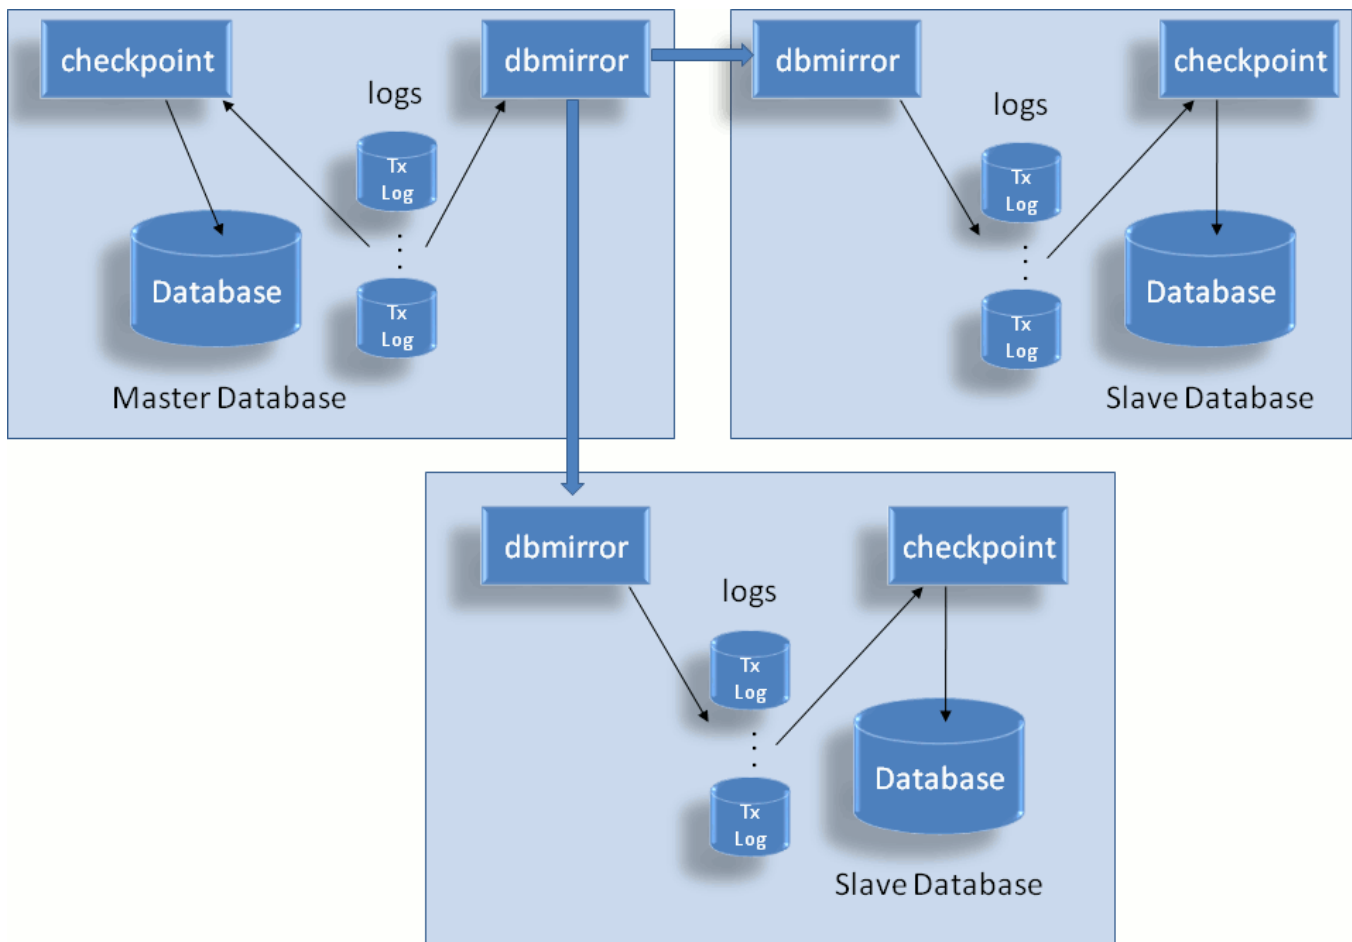 checkpoint
dbmirror
logs
Tx
Log
Tx
Log
Database
Master Database
dbmirror
checkpoint
logs
Tx
Log
Tx
Log
Database
Slave Database
dbmirror
checkpoint
logs
Tx
Log
Tx
Log
Database
Slave Database